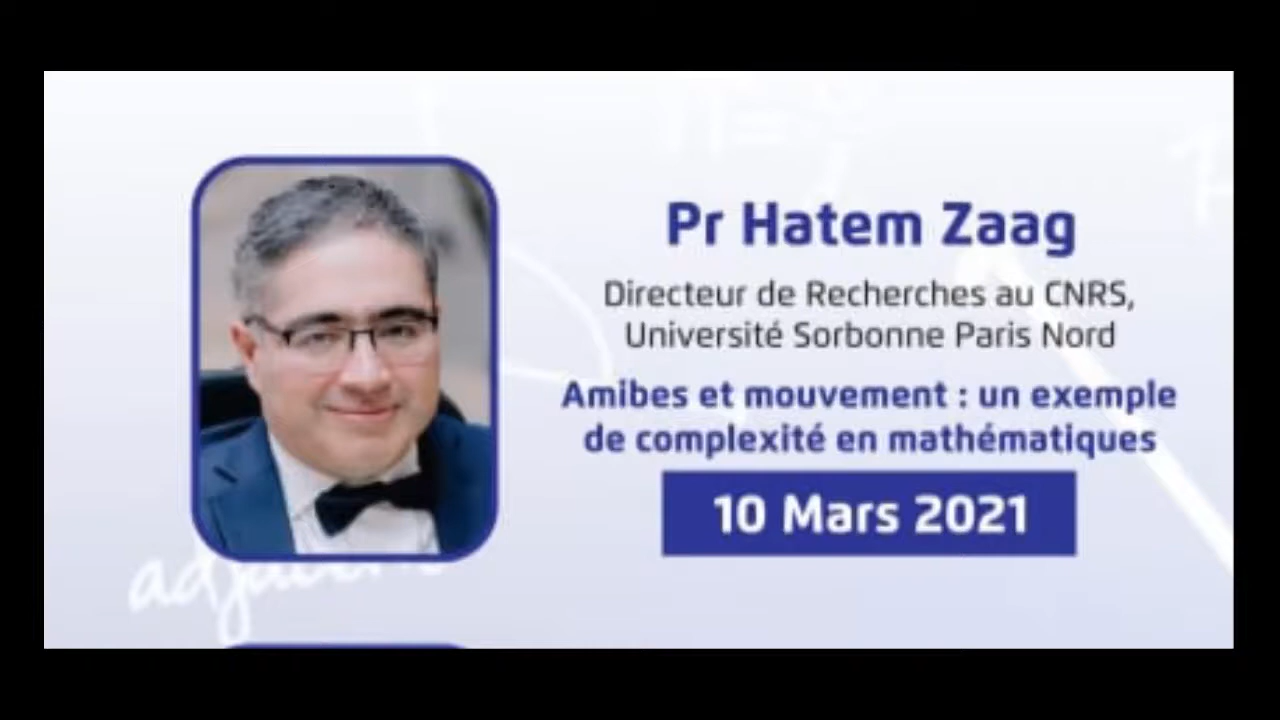 Pr Hatem Zaag
Directeur de Recherches au CNRS,
Université Sorbonne Paris Nord
Amibes et mouvement : un exemple
de complexité en mathématiques
10 Mars 2021